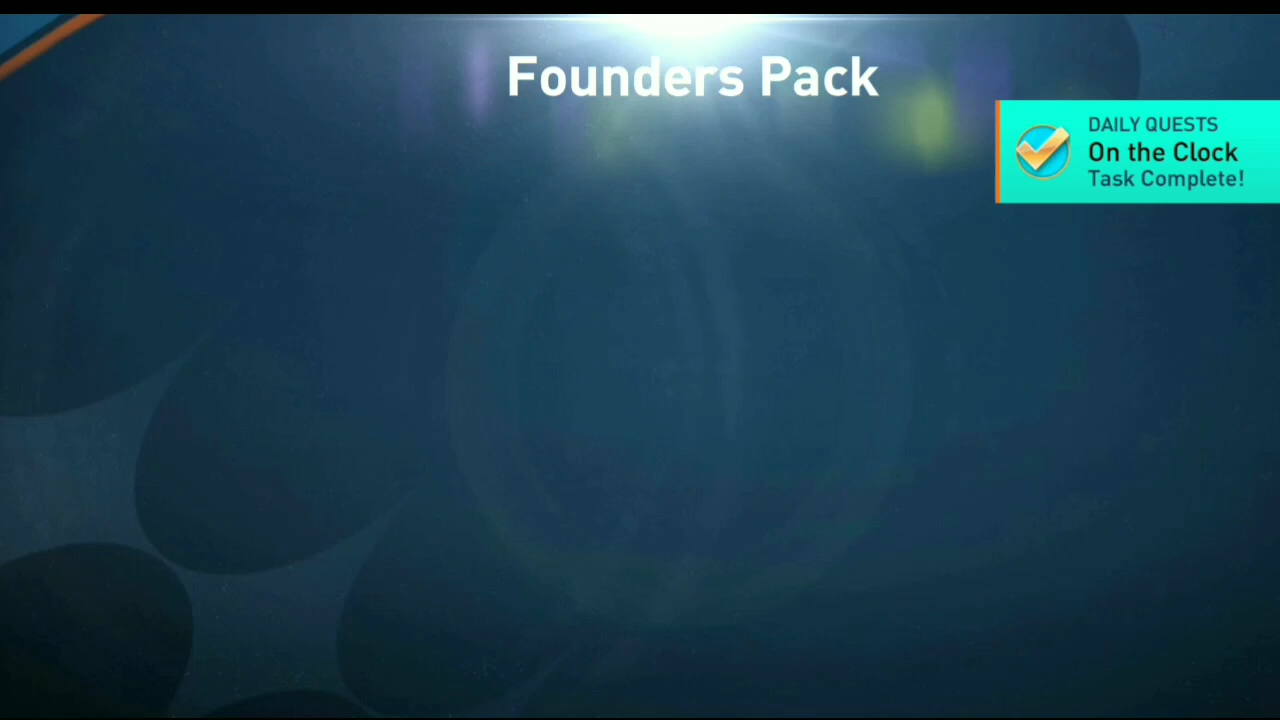 Founders Pack
DAILY QUESTS
On the Clock
Task Complete!